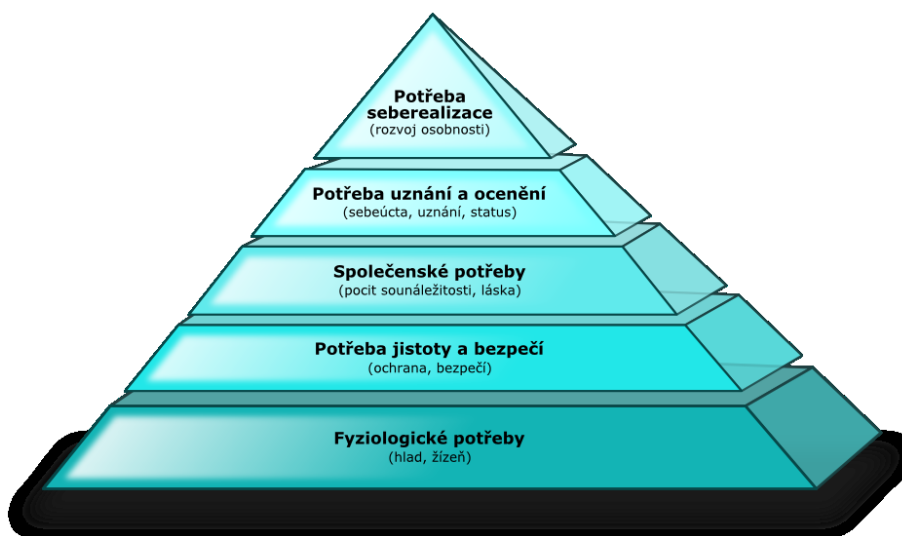 Potřeba
seberealizace
(rozvoj osobnosti)
Potřeba uznání a ocenění
(sebeúcta, uznání, status)
Společenské potřeby
(pocit sounáležitosti, láska)
Potřeba jistoty a bezpečí
(ochrana, bezpečí)
Fyziologické potřeby
(hlad, žízeň)